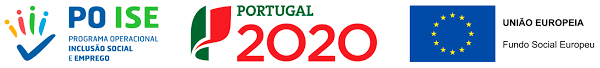 PO ISE
PROGRAMA OPERACIONAL
INCLUSÃO SOCIAL
E EMPREGO
PORTUGAL
2020
UNIÃO EUROPEIA
Fundo Social Europeu